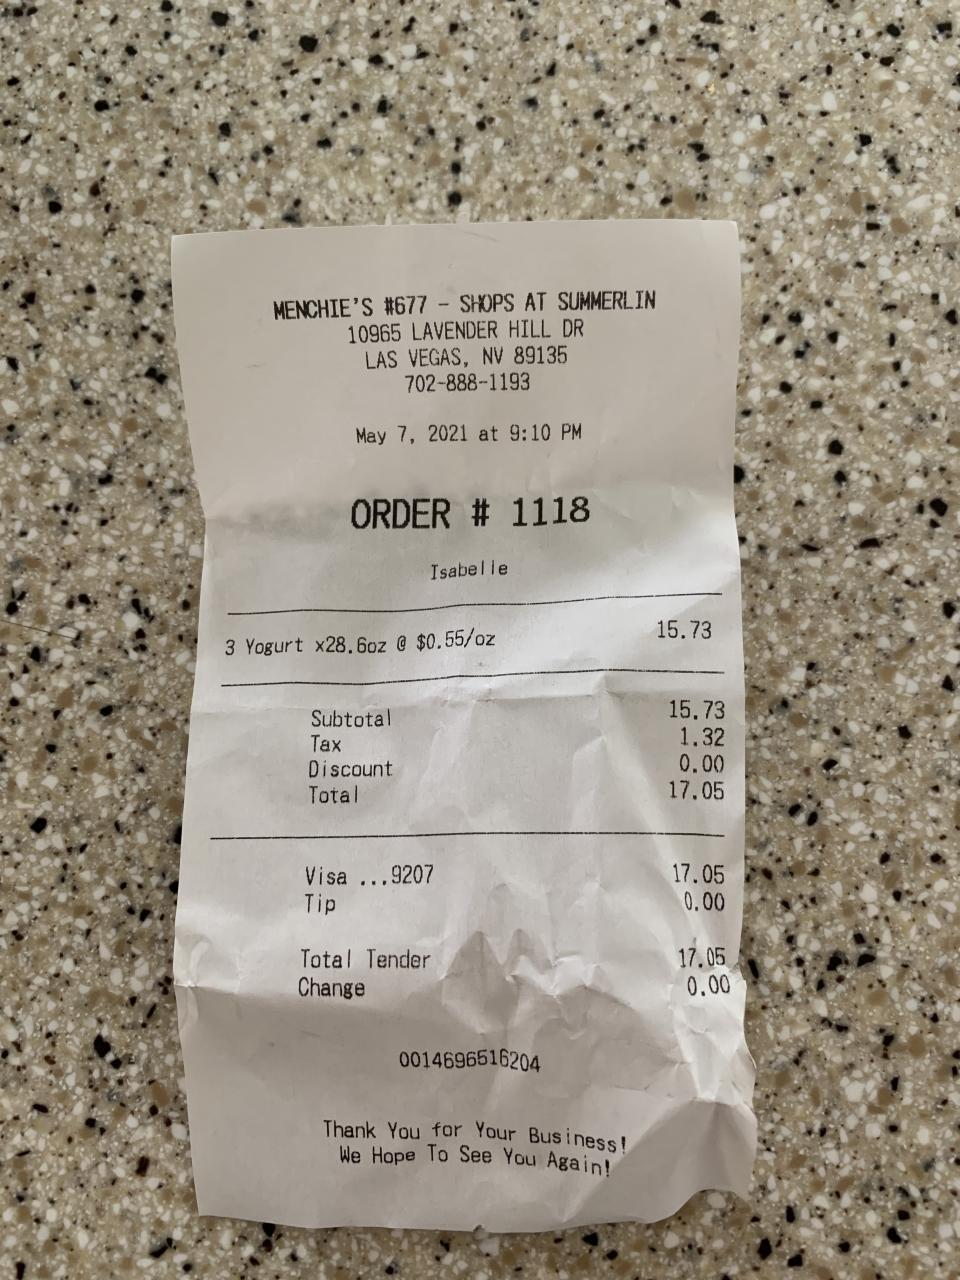 MENCHIE'S #677 - SHOPS AT SUMMERLIN
10965 LAVENDER HILL DR
LAS VEGAS, NV 89135
702-888-1193
May 7, 2021 at 9:10 PM
ORDER # 1118
Isabelle
3 Yogurt x28.6oz @ $0.55/oz 15.73
Subtotal 15.73
Tax 1.32
Discount 0.00
Total 17.05
Visa ...9207 17.05
Tip 0.00
Total Tender 17.05
Change 0.00
0014696516204
Thank You for Your Business!
We Hope To See You Again!